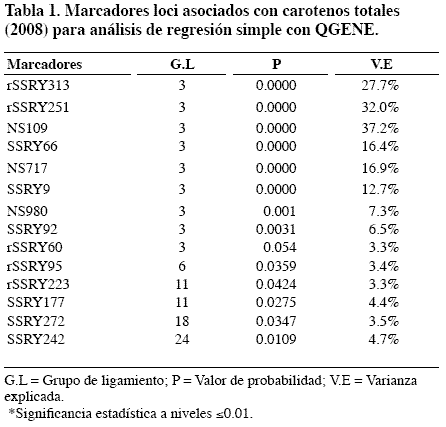 Tabla 1. Marcadores loci asociados con carotenos totales
(2008) para análisis de regresión simple con QGENE.
Marcadores G.L P V.E
rSSRY313 3 0.0000 27.7%
rSSRY251 3 0.0000 32.0%
NS109 3 0.0000 37.2%
SSRY66 3 0.0000 16.4%
NS717 3 0.0000 16.9%
SSRY9 3 0.0000 12.7%
NS980 3 0.001 7.3%
SSRY92 3 0.0031 6.5%
rSSRY60 3 0.054 3.3%
rSSRY95 6 0.0359 3.4%
rSSRY223 11 0.0424 3.3%
SSRY177 11 0.0275 4.4%
SSRY272 18 0.0347 3.5%
SSRY242 24 0.0109 4.7%
G.L = Grupo de ligamiento; P = Valor de probabilidad; V.E = Varianza
explicada.
*Significancia estadística a niveles ≤0.01.